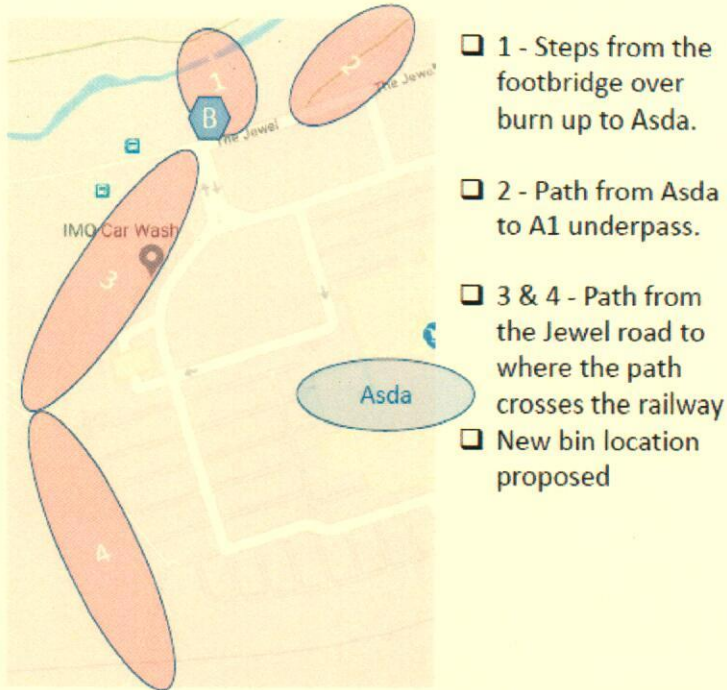 1
2
The Jewel
B
The Jewel
IMO Car Wash
3
Asda
4
❑ 1 - Steps from the
footbridge over
burn up to Asda.
❑ 2 - Path from Asda
to A1 underpass.
❑ 3 & 4 - Path from
the Jewel road to
where the path
crosses the railway
❑ New bin location
proposed